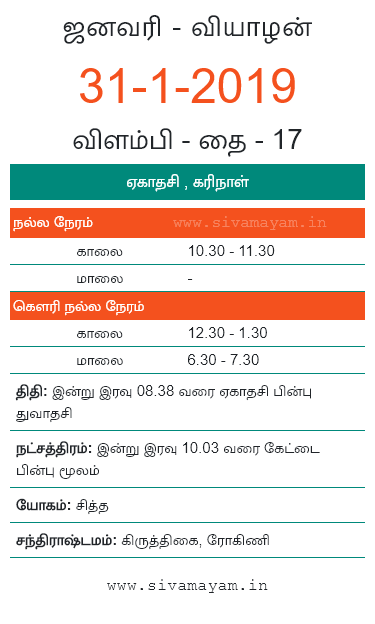 ஜனவரி - வியாழன்
31-1-2019
விளம்பி - தை - 17
ஏகாதசி , கரிநாள்
நல்ல நேரம் www.sivamayam.in
காலை 10.30 - 11.30
மாலை -
கௌரி நல்ல நேரம்
காலை 12.30 - 1.30
மாலை 6.30 - 7.30
திதி: இன்று இரவு 08.38 வரை ஏகாதசி பின்பு
துவாதசி
நட்சத்திரம்: இன்று இரவு 10.03 வரை கேட்டை
பின்பு மூலம்
யோகம்: சித்த
சந்திராஷ்டமம்: கிருத்திகை, ரோகிணி
www.sivamayam.in